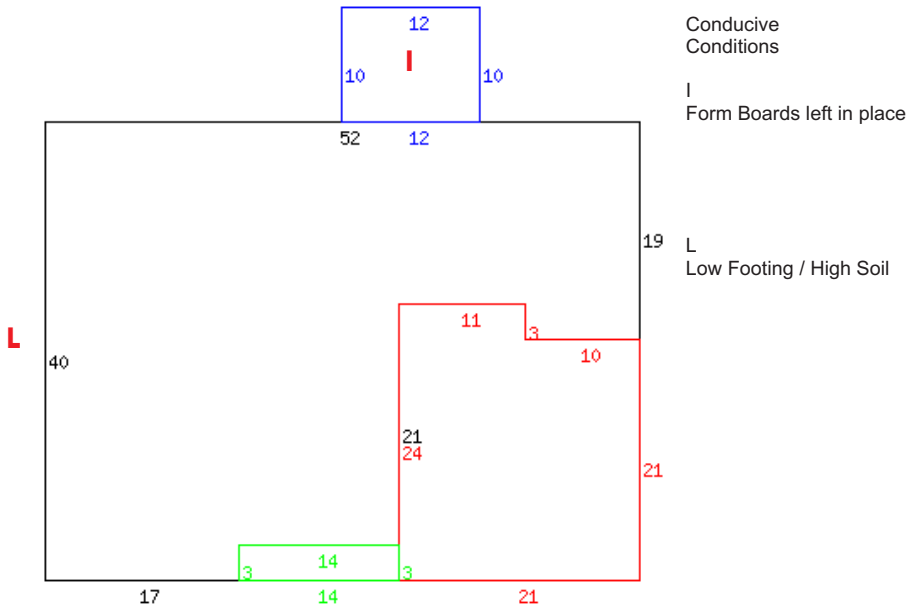 12
I
10 10
52 12
19
11
3
10
L
40
21
24
21
14
3 3
17 14 21
Conducive
Conditions
I
Form Boards left in place
L
Low Footing / High Soil